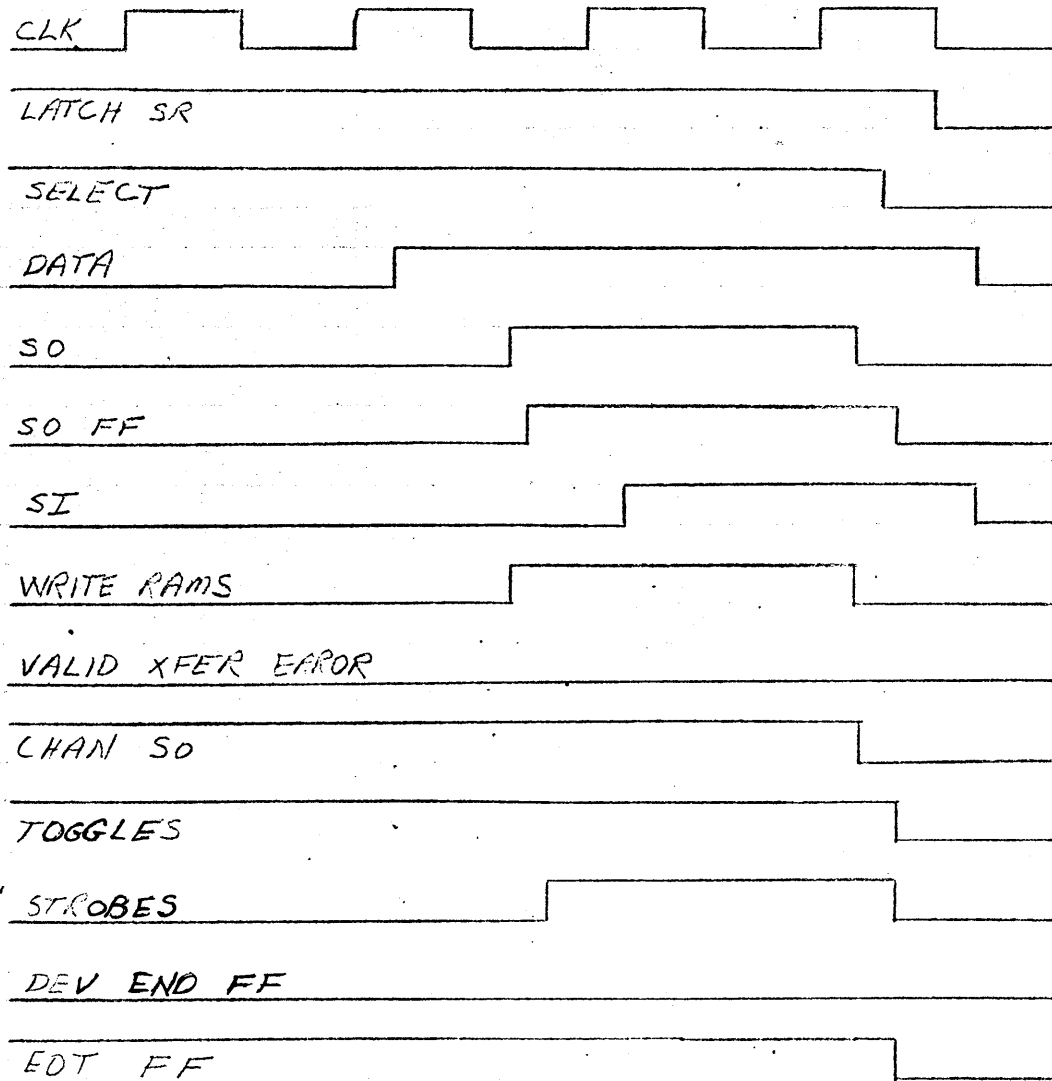 CLK
LATCH SR
SELECT
DATA
SO
SO FF
SI
WRITE RAMS
VALID XFER ERROR
CHAN SO
TOGGLES
STROBES
DEV END FF
EOT FF